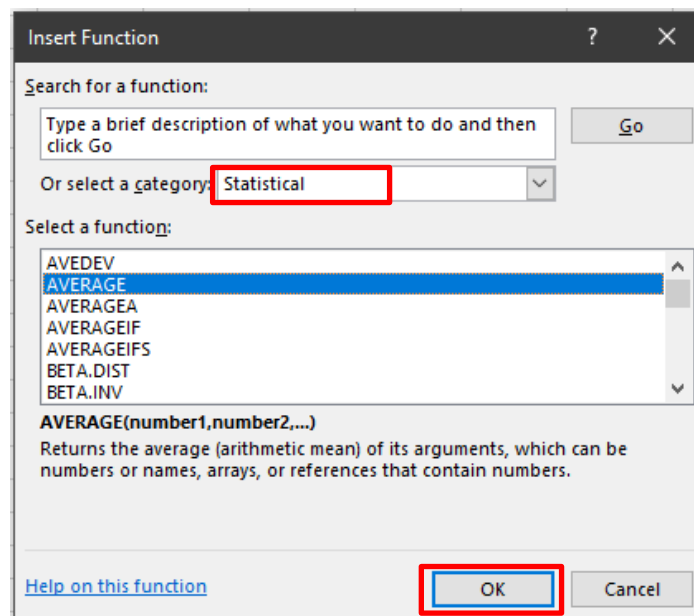 Insert Function ? ×
Search for a function:
Type a brief description of what you want to do and then
click Go
Go
Or select a category: Statistical
Select a function:
AVEDEV
AVERAGE
AVERAGEA
AVERAGEIF
AVERAGEIFS
BETA.DIST
BETA.INV
AVERAGE(number1,number2,...)
Returns the average (arithmetic mean) of its arguments, which can be
numbers or names, arrays, or references that contain numbers.
Help on this function
OK
Cancel